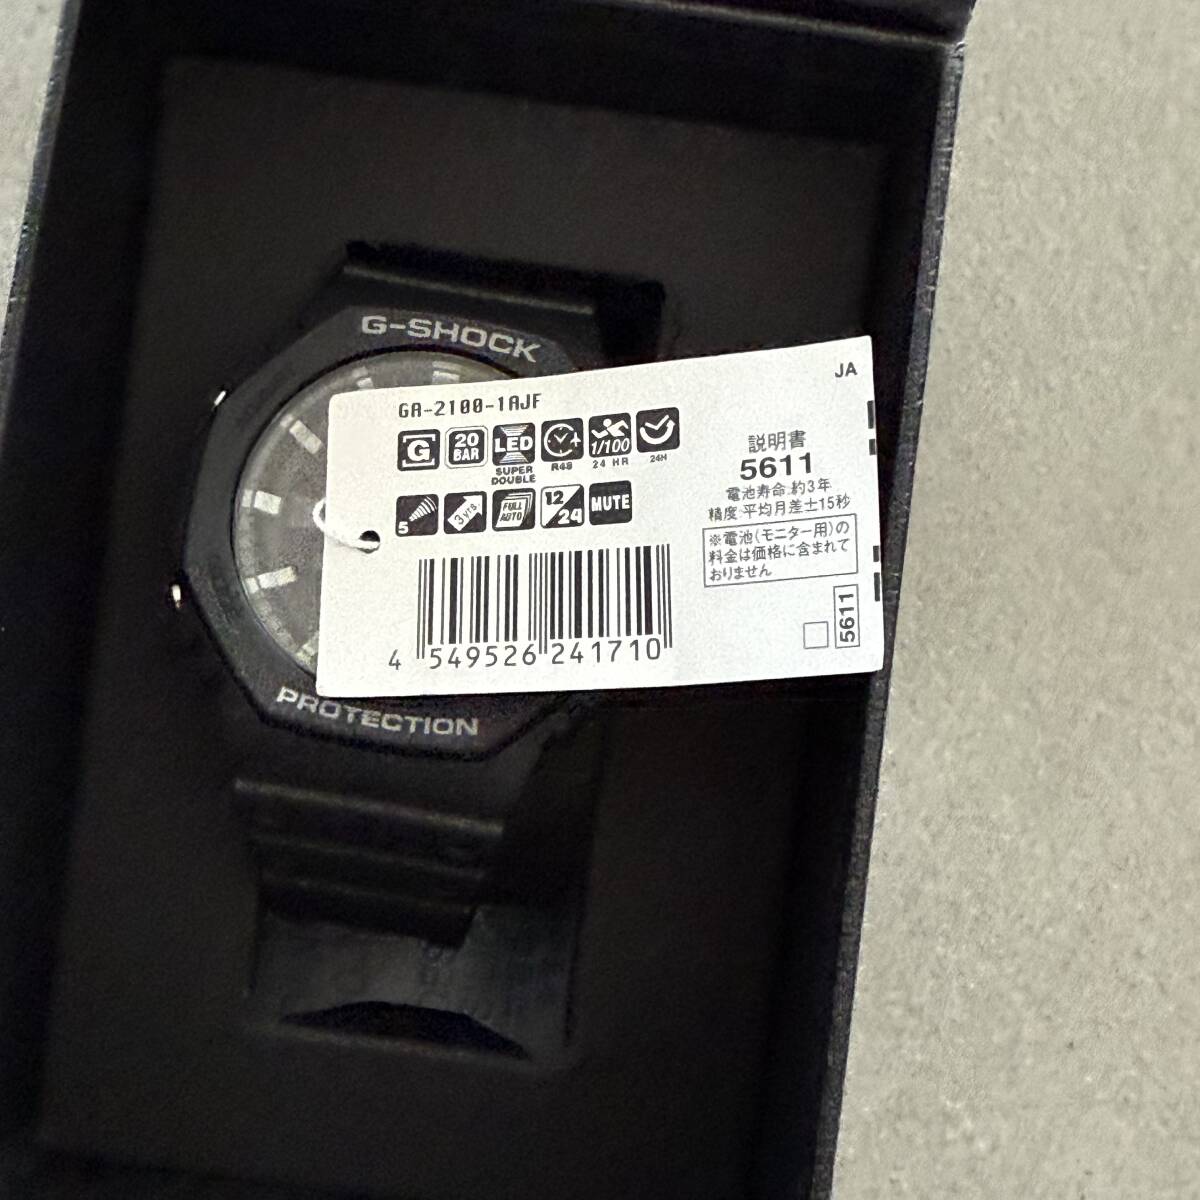 G-SHOCK
PROTECTION
GA-2100-1AJF
JA
G
20
BAR
LED
SUPER
DOUBLE
R48
1/100
24 HR
24H
5
3 yrs
FULL
AUTO
12/24
MUTE
4 549526 241710
説明書
5611
電池寿命 約3年
精度 平均月差±15秒
※電池(モニター用)の
料金は価格に含まれて
おりません
5611